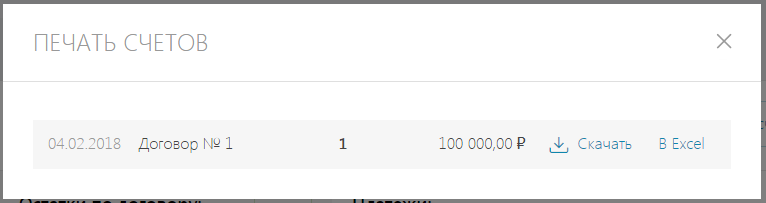 ПЕЧАТЬ СЧЕТОВ
04.02.2018 Договор № 1 1 100 000,00 ₽ Скачать В Excel